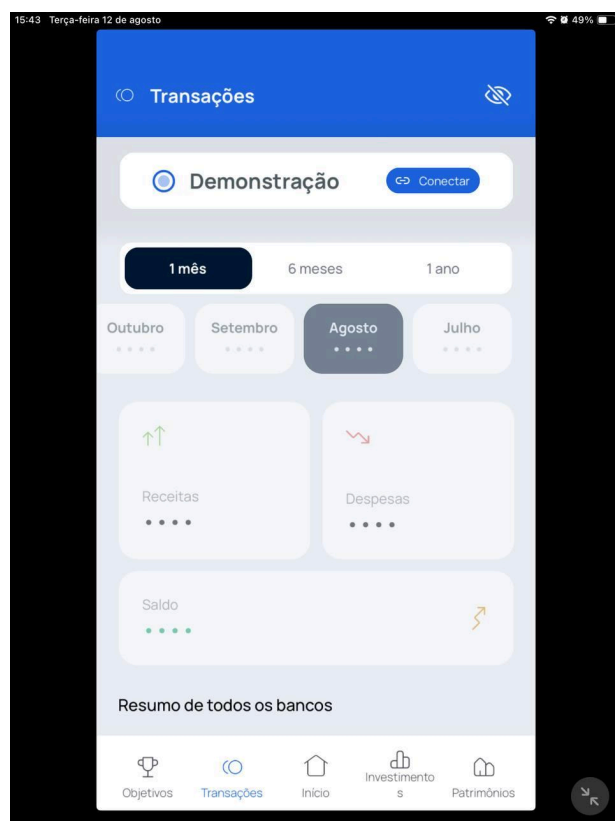 15:43 Terça-feira 12 de agosto 49%
Transações
Demonstração Conectar
1 mês 6 meses 1 ano
Outubro Setembro Agosto Julho
Receitas Despesas
Saldo
Resumo de todos os bancos
Objetivos Transações Início Investimento
s Patrimônios